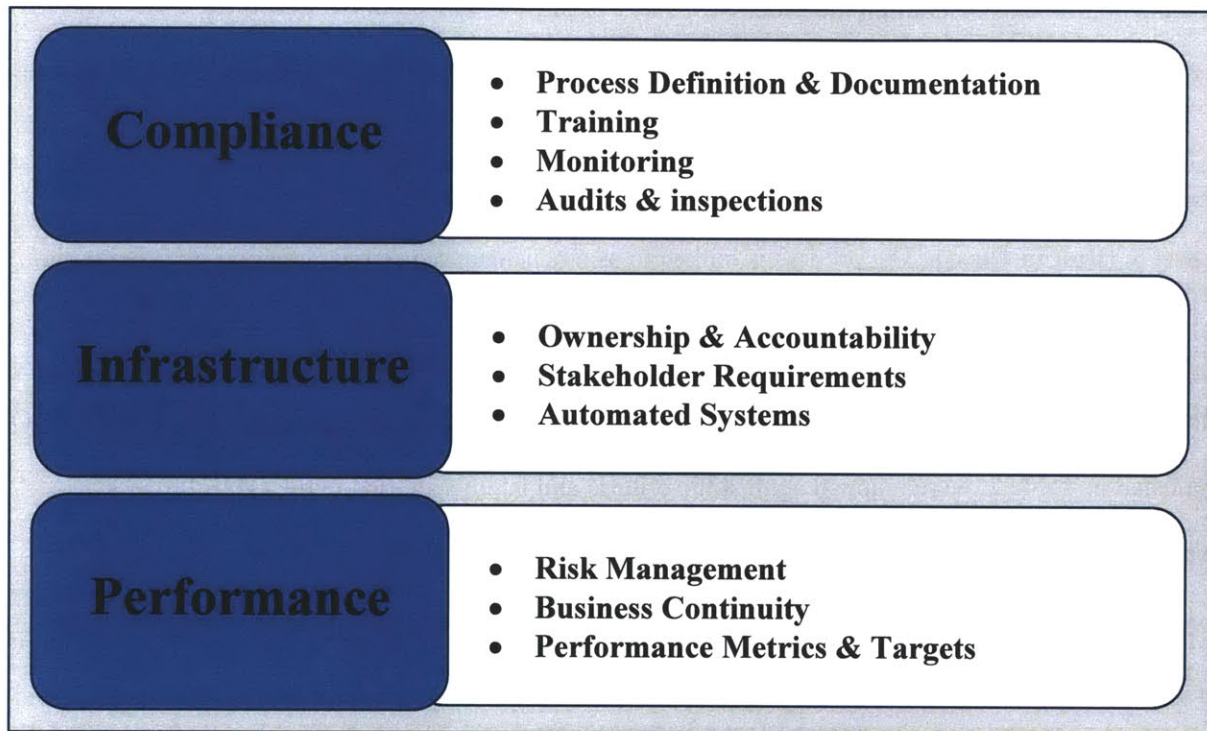 Compliance
• Process Definition & Documentation
• Training
• Monitoring
• Audits & inspections
Infrastructure
• Ownership & Accountability
• Stakeholder Requirements
• Automated Systems
Performance
• Risk Management
• Business Continuity
• Performance Metrics & Targets